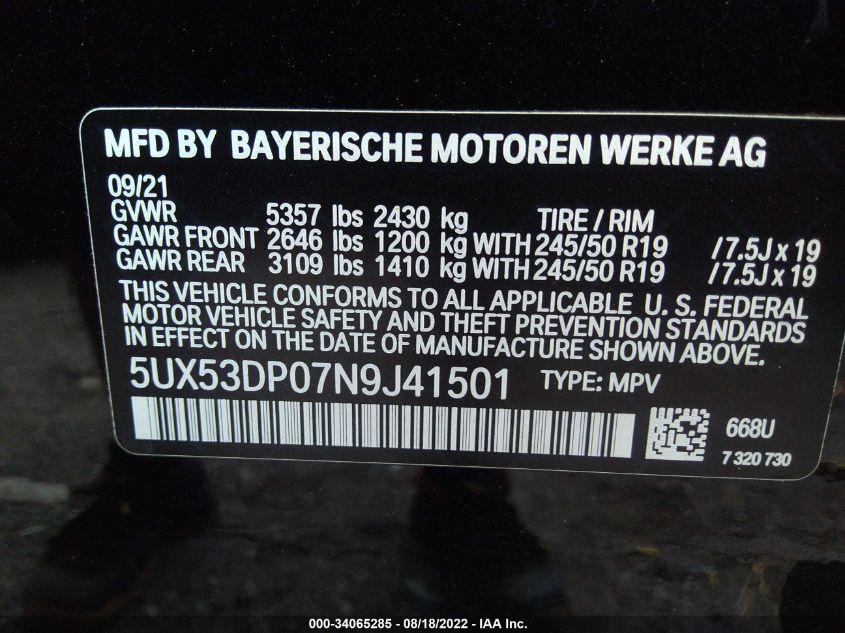 MFD BY BAYERISCHE MOTOREN WERKE AG
09/21
GVWR 5357 lbs 2430 kg TIRE / RIM
GAWR FRONT 2646 lbs 1200 kg WITH 245/50 R19 /7.5J x 19
GAWR REAR 3109 lbs 1410 kg WITH 245/50 R19 /7.5J x 19
THIS VEHICLE CONFORMS TO ALL APPLICABLE U. S. FEDERAL
MOTOR VEHICLE SAFETY AND THEFT PREVENTION STANDARDS
IN EFFECT ON THE DATE OF MANUFACTURE SHOWN ABOVE.
5UX53DP07N9J41501 TYPE: MPV
668U
7 320 730
000-34065285 - 08/18/2022 - IAA Inc.